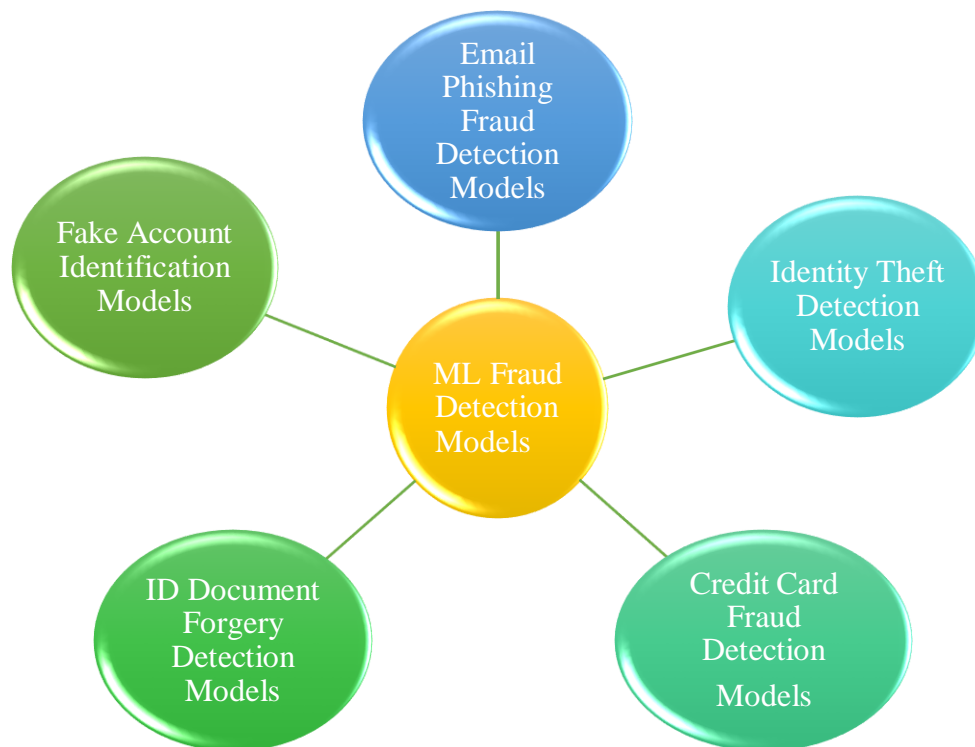 Email
Phishing
Fraud
Detection
Models
Fake Account
Identification
Models
Identity Theft
Detection
Models
ML Fraud
Detection
Models
ID Document
Forgery
Detection
Models
Credit Card
Fraud
Detection
Models